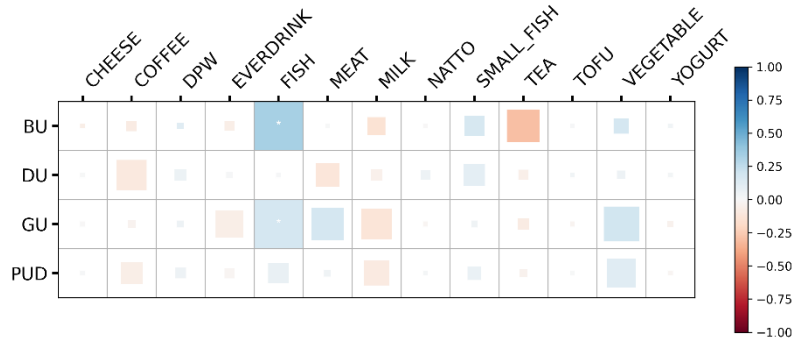 CHEESE
COFFEE
DPW
EVERDRINK
FISH
MEAT
MILK
NATTO
SMALL_FISH
TEA
TOFU
VEGETABLE
YOGURT
BU
DU
GU
PUD
*
*
1.00
0.75
0.50
0.25
0.00
−0.25
−0.50
−0.75
−1.00